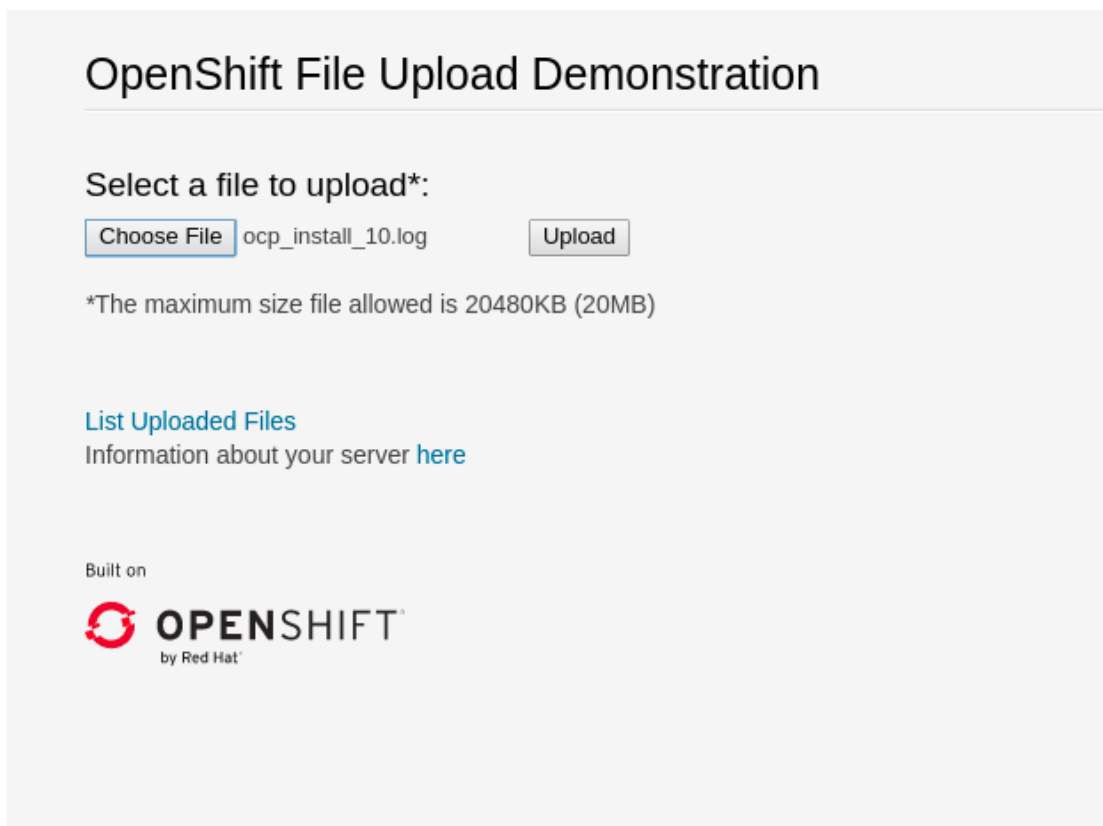 OpenShift File Upload Demonstration
Select a file to upload*:
Choose File ocp_install_10.log Upload
*The maximum size file allowed is 20480KB (20MB)
List Uploaded Files
Information about your server here
Built on
OPENSHIFT
by Red Hat